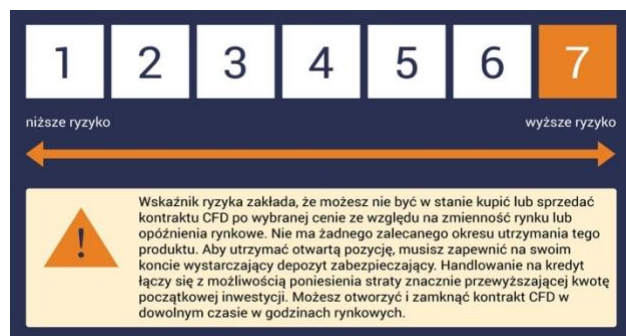 1 2 3 4 5 6 7
niższe ryzyko wyższe ryzyko
!
Wskaźnik ryzyka zakłada, że możesz nie być w stanie kupić lub sprzedać
kontraktu CFD po wybranej cenie ze względu na zmienność rynku lub
opóźnienia rynkowe. Nie ma żadnego zalecanego okresu utrzymania tego
produktu. Aby utrzymać otwartą pozycję, musisz zapewnić na swoim
koncie wystarczający depozyt zabezpieczający. Handlowanie na kredyt
łączy się z możliwością poniesienia straty znacznie przewyższającej kwotę
początkowej inwestycji. Możesz otworzyć i zamknąć kontrakt CFD w
dowolnym czasie w godzinach rynkowych.